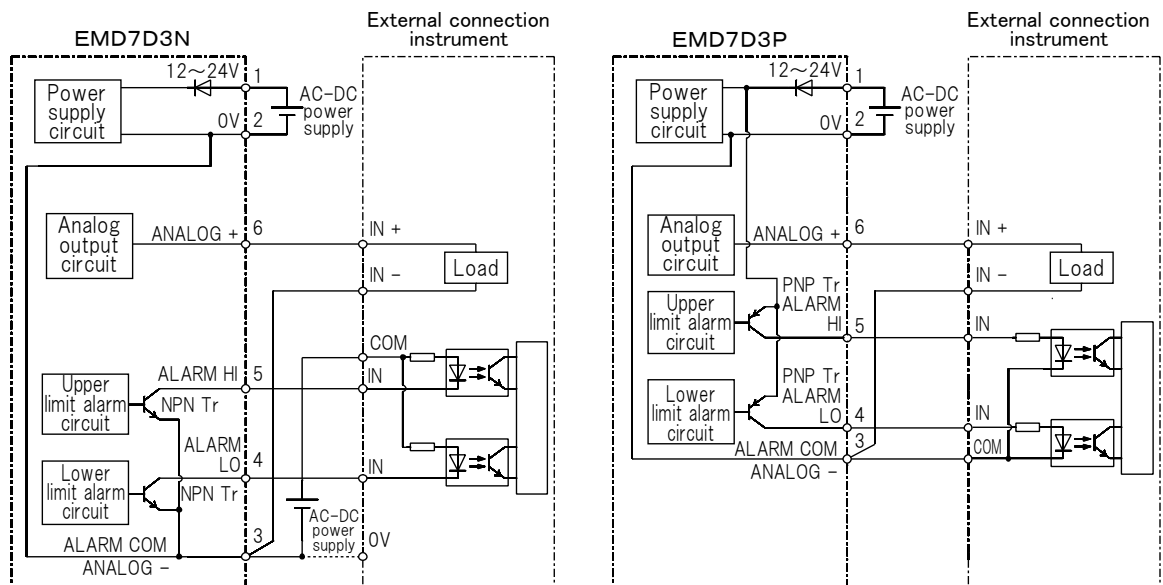 EMD7D3N
External connection
instrument
12～24V
1
Power
supply
circuit
0V
2
AC-DC
power
supply
Analog
output
circuit
ANALOG +
6
IN +
IN -
Load
COM
Upper
limit alarm
circuit
ALARM HI
5
NPN Tr
IN
ALARM
LO
4
Lower
limit alarm
circuit
NPN Tr
IN
AC-DC
power
supply
3
0V
ALARM COM
ANALOG -
EMD7D3P
External connection
instrument
12～24V
1
Power
supply
circuit
0V
2
AC-DC
power
supply
Analog
output
circuit
ANALOG +
6
IN +
IN -
Load
PNP Tr
ALARM
HI
5
Upper
limit alarm
circuit
IN
PNP Tr
ALARM
LO
4
Lower
limit alarm
circuit
IN
3
ALARM COM
COM
ANALOG -